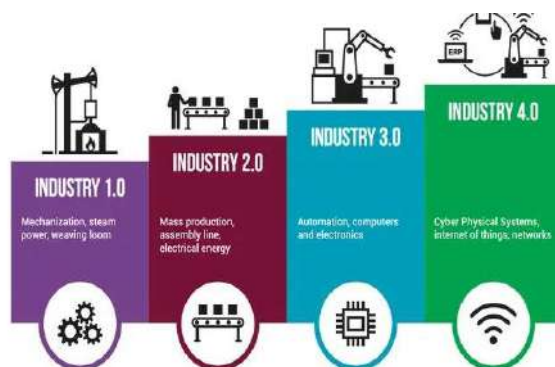 ERP
INDUSTRY 1.0
Mechanization, steam
power, weaving loom
INDUSTRY 2.0
Mass production,
assembly line,
electrical energy
INDUSTRY 3.0
Automation, computers
and electronics
INDUSTRY 4.0
Cyber Physical Systems,
internet of things, networks